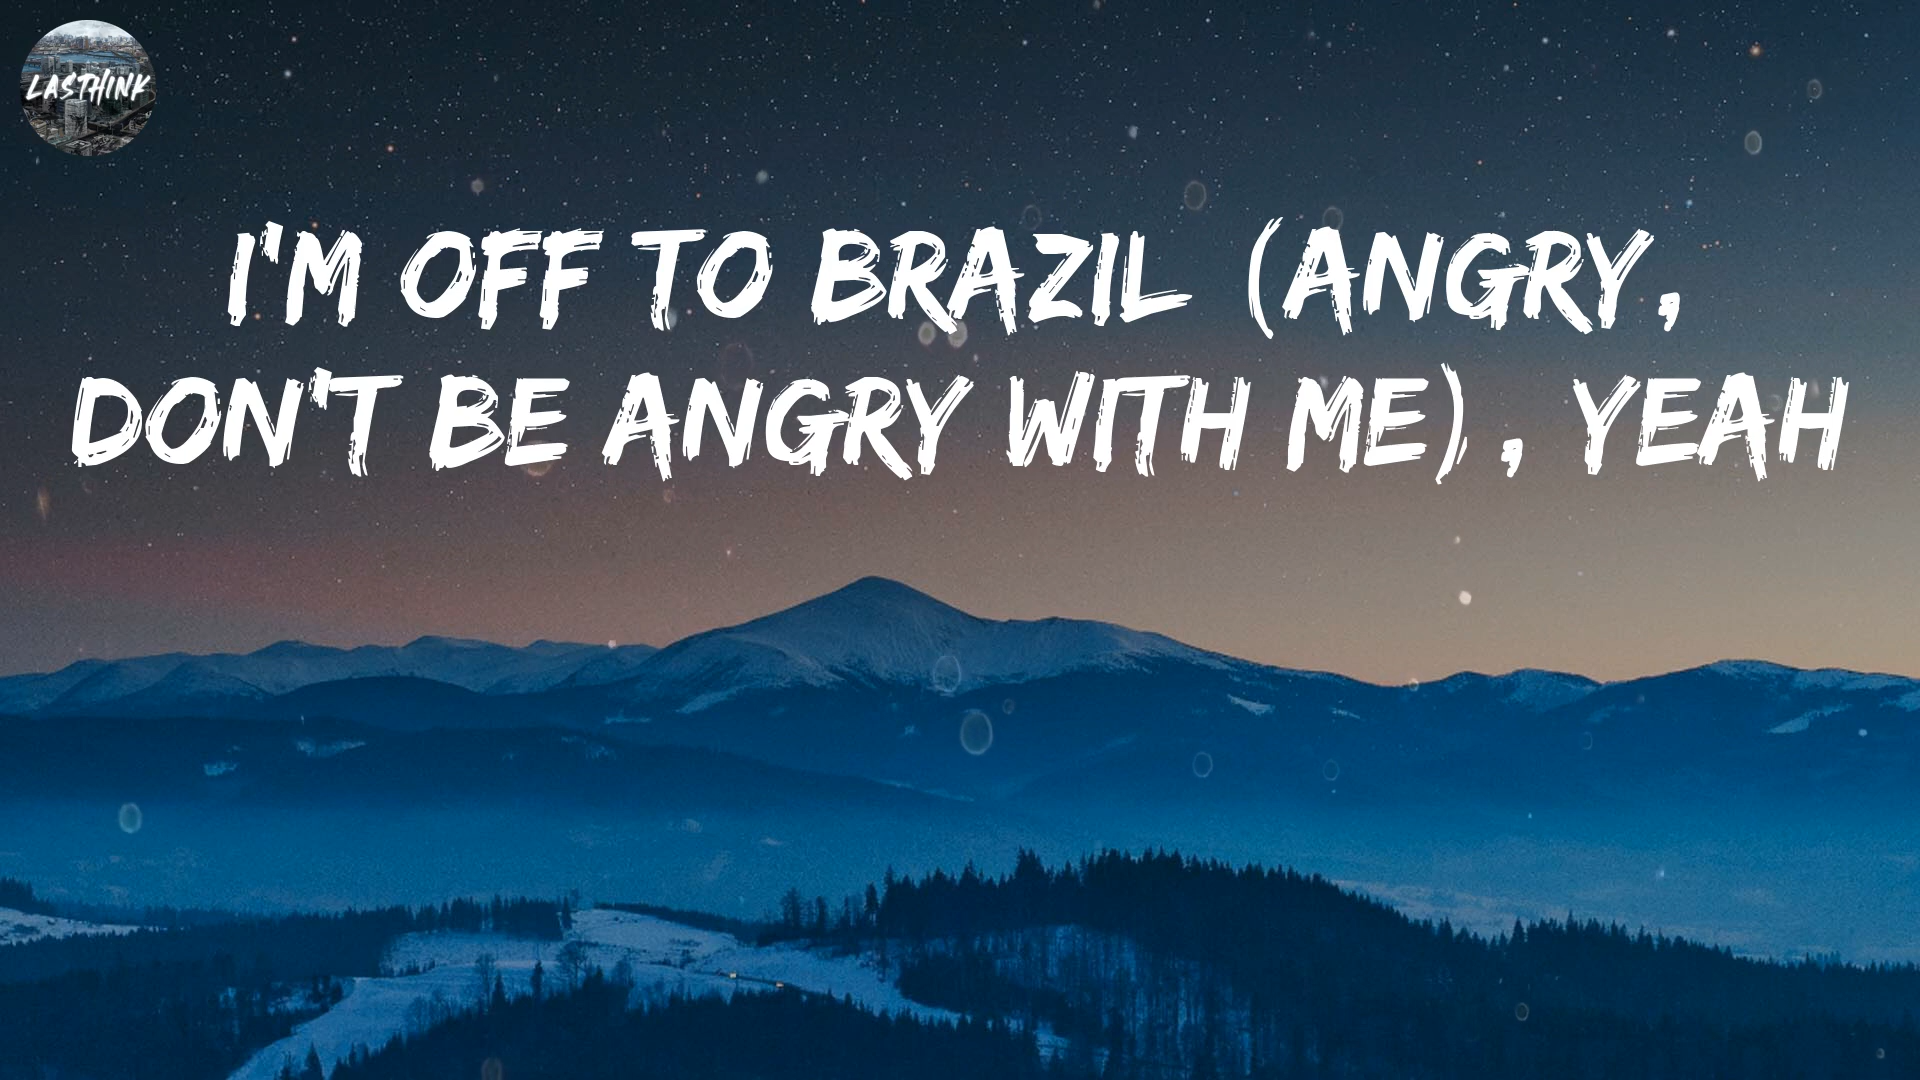 LASTHINK
I'M OFF TO BRAZIL (ANGRY,
DON'T BE ANGRY WITH ME), YEAH